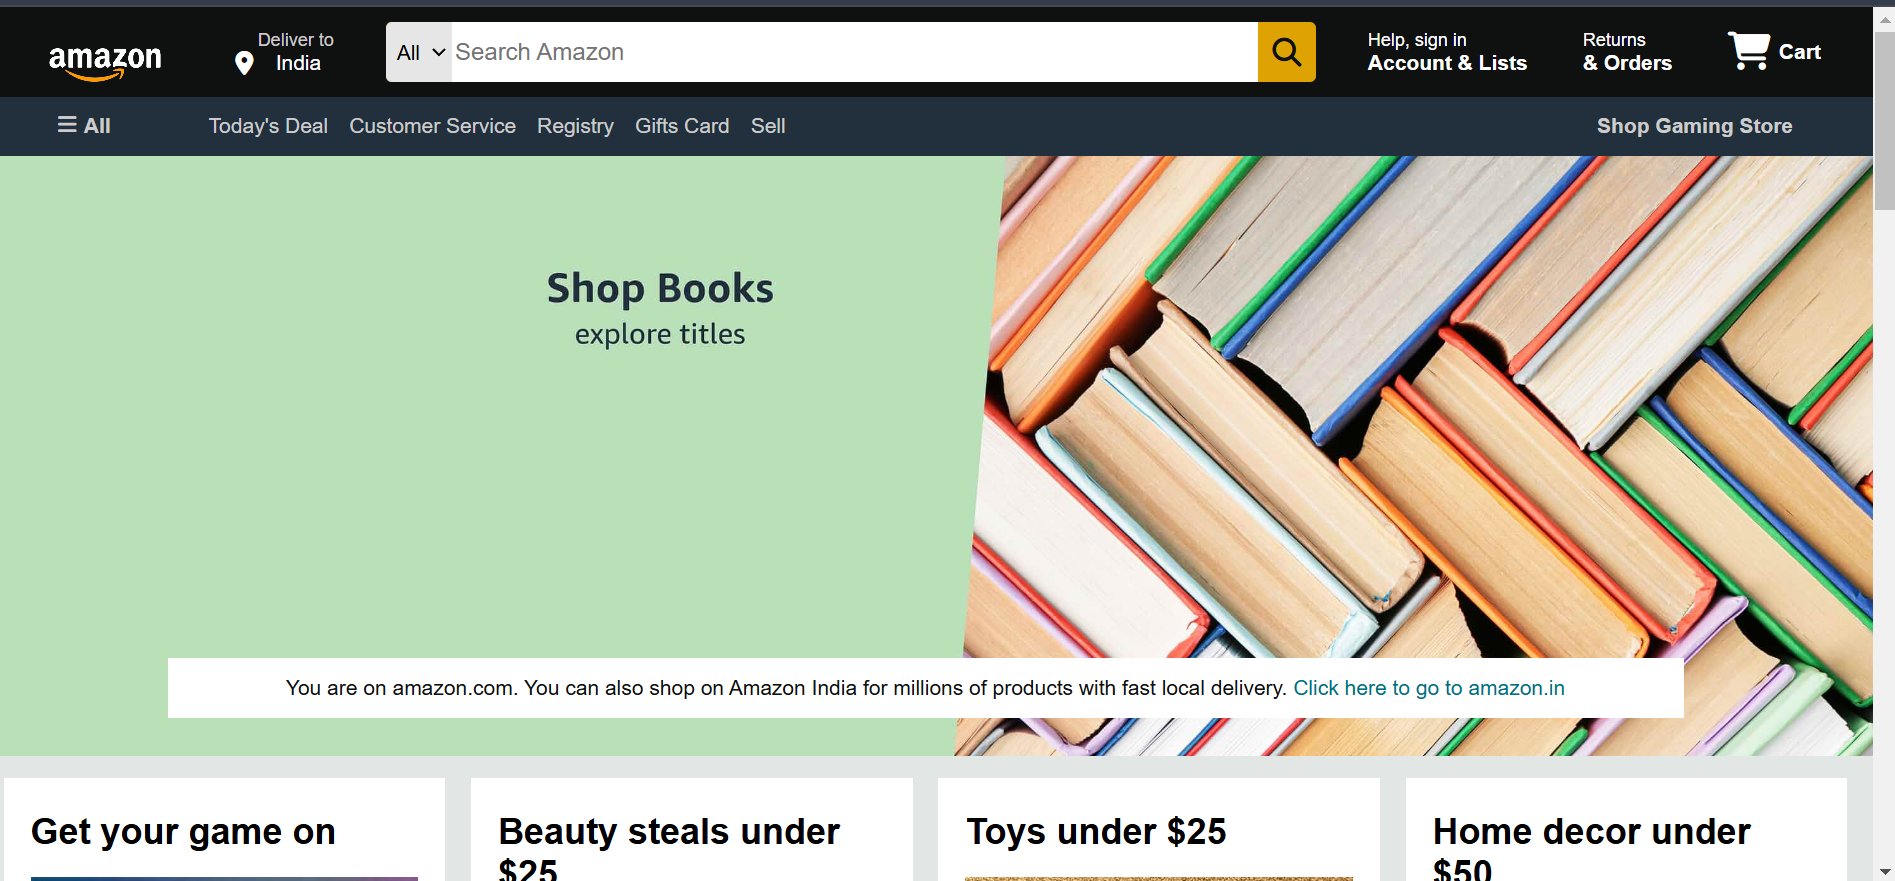 amazon
Deliver to
India
All
Search Amazon
Help, sign in
Account & Lists
Returns
& Orders
Cart
All
Today's Deal
Customer Service
Registry
Gifts Card
Sell
Shop Gaming Store
Shop Books
explore titles
You are on amazon.com. You can also shop on Amazon India for millions of products with fast local delivery. Click here to go to amazon.in
Get your game on
Beauty steals under
$25
Toys under $25
Home decor under
$50